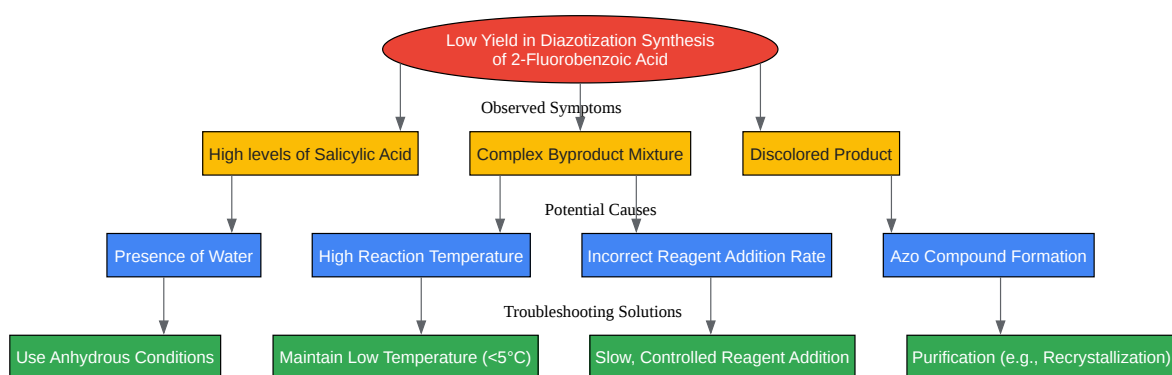 Low Yield in Diazotization Synthesis
of 2-Fluorobenzoic Acid
Observed Symptoms
High levels of Salicylic Acid
Complex Byproduct Mixture
Discolored Product
Potential Causes
Presence of Water
High Reaction Temperature
Incorrect Reagent Addition Rate
Azo Compound Formation
Troubleshooting Solutions
Use Anhydrous Conditions
Maintain Low Temperature (<5°C)
Slow, Controlled Reagent Addition
Purification (e.g., Recrystallization)